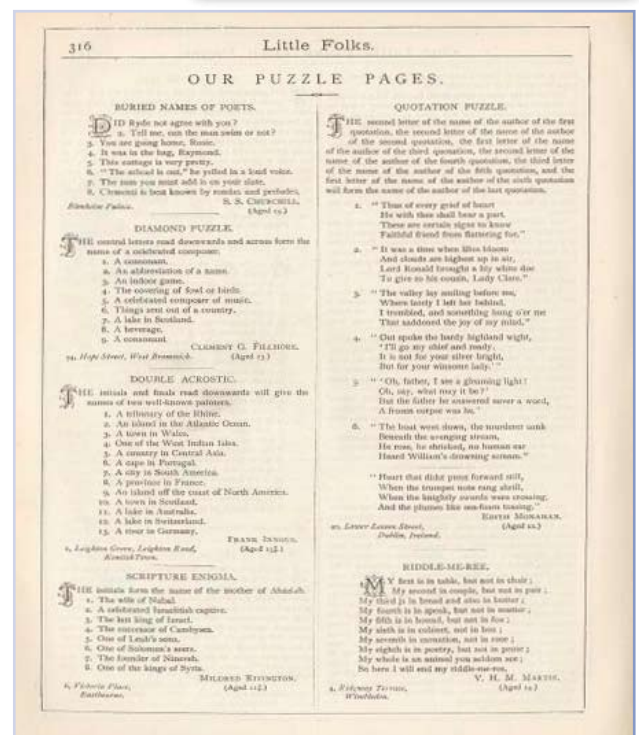 316
Little Folks.
OUR PUZZLE PAGES.
BURIED NAMES OF POETS.
DID Ryde not agree with you?
2. Tell me, can the man swim or not?
3. You are going home, Rosie.
4. It was in the bag, Raymond.
5. This cottage is very pretty.
6. "The school is out," he yelled in a loud voice.
7. The sum you must add is on your slate.
8. Clementi is best known by rondos and preludes.
S. S. CHURCHILL,
Blenheim Palace.
DIAMOND PUZZLE.
THE central letters read downwards and across form the
name of a celebrated composer.
1. A consonant.
2. An abbreviation of a name.
3. An indoor game.
4. The covering of fowl or birds.
5. A celebrated composer of music.
6. Things sent out of a country.
7. A lake in Scotland.
8. A beverage.
9. A consonant.
CLEMENT G. FILLMORE.
Hope Street, West Bromwich.
DOUBLE ACROSTIC.
THE initials and finals read downwards will give the
names of two well-known painters.
1. A tributary of the Rhine.
2. An island in the Atlantic Ocean.
3. A town in Wales.
4. One of the West Indian Isles.
5. A country in Central Asia.
6. A cape in Portugal.
7. A city in South America.
8. A province in France.
9. An island off the coast of North America.
10. A town in Scotland.
11. A lake in Australia.
12. A lake in Switzerland.
13. A river in Germany.
FRANK
Leighton Grove, Leighton Road,
Kentish Town.
SCRIPTURE ENIGMA.
THE initials form the name of the mother of
1. The wife of Nabal.
2. A celebrated Israelitish captive.
3. The last king of Israel.
4. The successor of Cambyses.
5. One of Leah's sons.
6. One of Solomon's seers.
7. The founder of Nineveh.
8. One of the kings of Syria.
MILDRED RIVINGTON.
Victoria Place,
Eastbourne.
QUOTATION PUZZLE.
THE second letter of the name of the author of the first
quotation, the second letter of the name of the author
of the second quotation, the first letter of the name
of the author of the third quotation, the second letter of the
name of the author of the fourth quotation, the third letter
of the name of the author of the fifth quotation, and the
first letter of the name of the author of the sixth quotation
will form the name of the author of the last quotation.
1. "Thus of every grief of heart
He with thee shall bear a part.
These are certain signs to know
Faithful friend from flattering foe."
2. "It was a time when lilies bloom
And clouds are highest up in air,
Lord Ronald brought a lily white doe
To give to his cousin, Lady Clare."
3. "The valley lay smiling before me,
Where lately I left her behind,
I trembled, and something hung o'er me
That saddened the joy of my mind."
4. "Out spoke the hardy highland wight,
'I'll go my chief and ready,
It is not for your silver bright,
But for your winsome lady.'"
5. "'Oh, father, I see a gleaming light!
Oh, say, what may it be?'
But the father he answered never a word,
A frozen corpse was he."
6. "The boat went down, the murderer sank
Beneath the avenging stream,
He rose, he shrieked, no human ear
Heard William's drowning scream."
"Heart that didst press forward still,
When the trumpet note rang shrill,
When the knightly swords were crossing,
And the plumes like sea-foam tossing."
EDITH MONAHAN.
Lower Street,
Dublin, Ireland.
RIDDLE-ME-REE.
MY first is in table, but not in chair;
My second in couple, but not in pair;
My third is in bread and also in butter;
My fourth is in speak, but not in mutter;
My fifth is in hound, but not in fox;
My sixth is in cabinet, not in box;
My seventh in carnation, not in rose;
My eighth is in poetry, but not in prose;
My whole is an animal you seldom see;
So here I will end my riddle-me-ree.
V. H. M. MARTIN.
Ridgway Terrace,
Wimbledon.